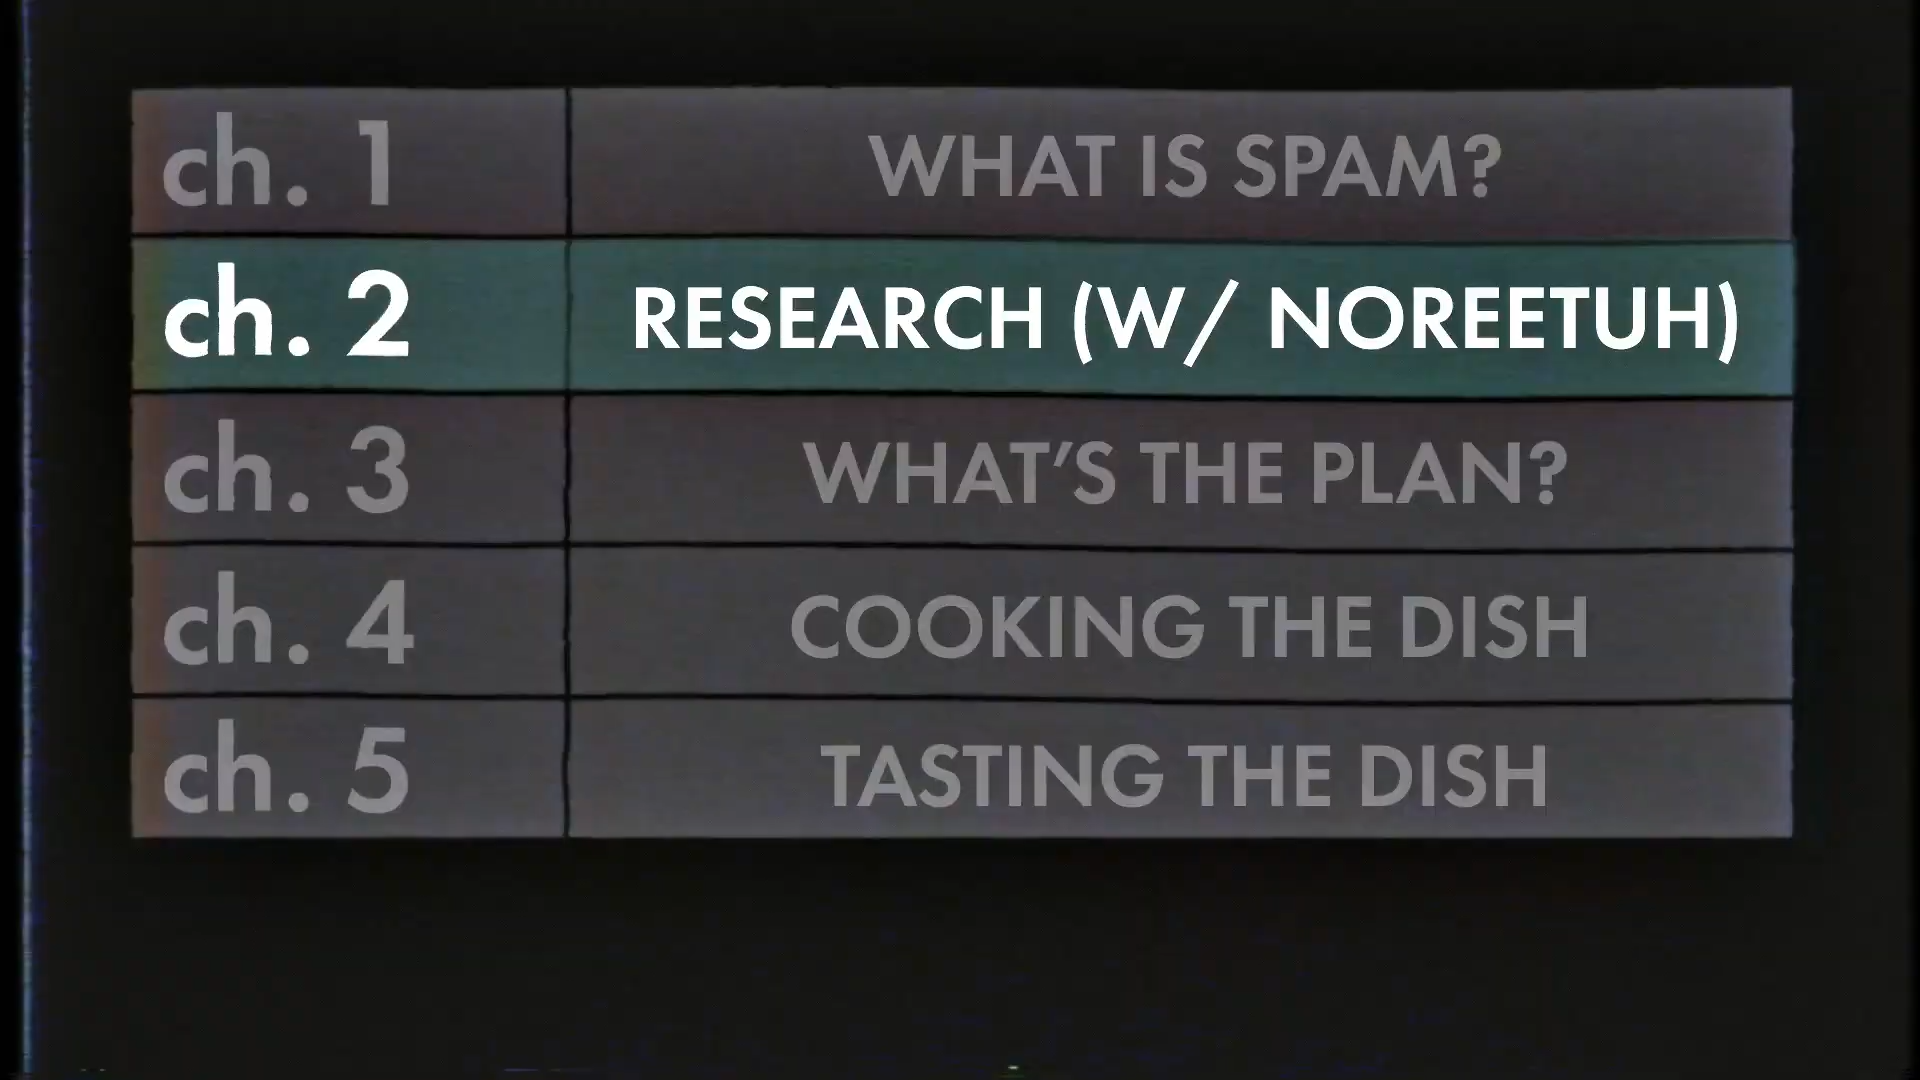 ch. 1 WHAT IS SPAM?
ch. 2 RESEARCH (W/ NOREETUH)
ch. 3 WHAT'S THE PLAN?
ch. 4 COOKING THE DISH
ch. 5 TASTING THE DISH